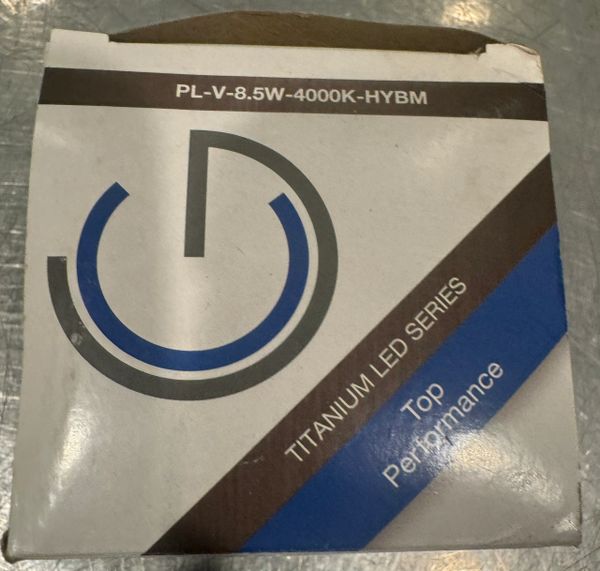 PL-V-8.5W-4000K-HYBM
TITANIUM LED SERIES
Top
Performance